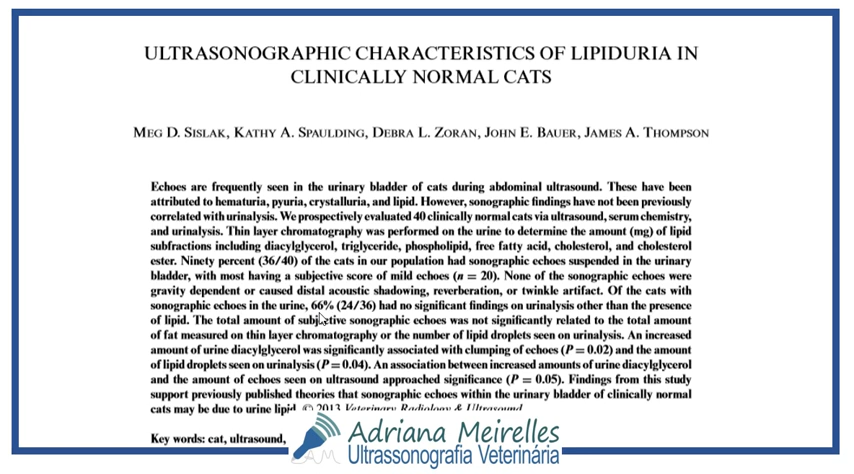 ULTRASONOGRAPHIC CHARACTERISTICS OF LIPIDURIA IN
CLINICALLY NORMAL CATS
MEG D. SISLAK, KATHY A. SPAULDING, DEBRA L. ZORAN, JOHN E. BAUER, JAMES A. THOMPSON
Echoes are frequently seen in the urinary bladder of cats during abdominal ultrasound. These have been
attributed to hematuria, pyuria, crystalluria, and lipid. However, sonographic findings have not been previously
correlated with urinalysis. We prospectively evaluated 40 clinically normal cats via ultrasound, serum chemistry,
and urinalysis. Thin layer chromatography was performed on the urine to determine the amount (mg) of lipid
subfractions including diacylglycerol, triglyceride, phospholipid, free fatty acid, cholesterol, and cholesterol
ester. Ninety percent (36/40) of the cats in our population had sonographic echoes suspended in the urinary
bladder, with most having a subjective score of mild echoes (n = 20). None of the sonographic echoes were
gravity dependent or caused distal acoustic shadowing, reverberation, or twinkle artifact. Of the cats with
sonographic echoes in the urine, 66% (24/36) had no significant findings on urinalysis other than the presence
of lipid. The total amount of subjective sonographic echoes was not significantly related to the total amount
of fat measured on thin layer chromatography or the number of lipid droplets seen on urinalysis. An increased
amount of urine diacylglycerol was significantly associated with clumping of echoes (P = 0.02) and the amount
of lipid droplets seen on urinalysis (P = 0.04). An association between increased amounts of urine diacylglycerol
and the amount of echoes seen on ultrasound approached significance (P = 0.05). Findings from this study
support previously published theories that sonographic echoes within the urinary bladder of clinically normal
cats may be due to urine lipid. © 2013 Veterinary Radiology & Ultrasound.
Key words: cat, ultrasound,
Adriana Meirelles
Ultrassonografia Veterinária